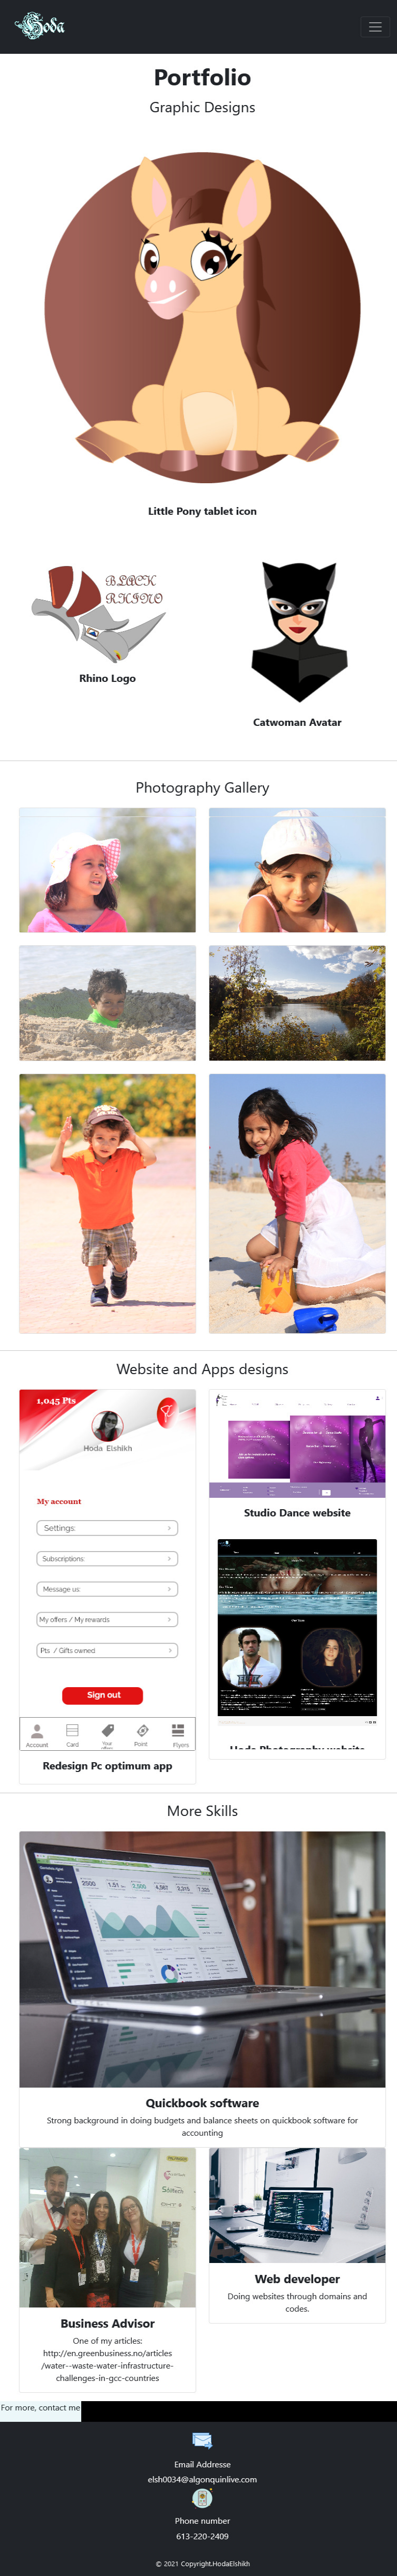 Hoda
Portfolio
Graphic Designs
Little Pony tablet icon
BLACK
RHINO
Rhino Logo
Catwoman Avatar
Photography Gallery
Website and Apps designs
1,045 Pts
Hoda Elshikh
My account
Settings:
Subscriptions:
Message us:
My offers / My rewards
Pts / Gifts owned
Sign out
Account
Card
Your
offers
Point
Flyers
Redesign Pc optimum app
Studio Dance website
Hoda Photography website
More Skills
Quickbook software
Strong background in doing budgets and balance sheets on quickbook software for
accounting
Business Advisor
One of my articles:
http://en.greenbusiness.no/articles
/water--waste-water-infrastructure-
challenges-in-gcc-countries
Web developer
Doing websites through domains and
codes.
For more, contact me
Email Addresse
elsh0034@algonquinlive.com
Phone number
613-220-2409
© 2021 Copyright.HodaElshikh